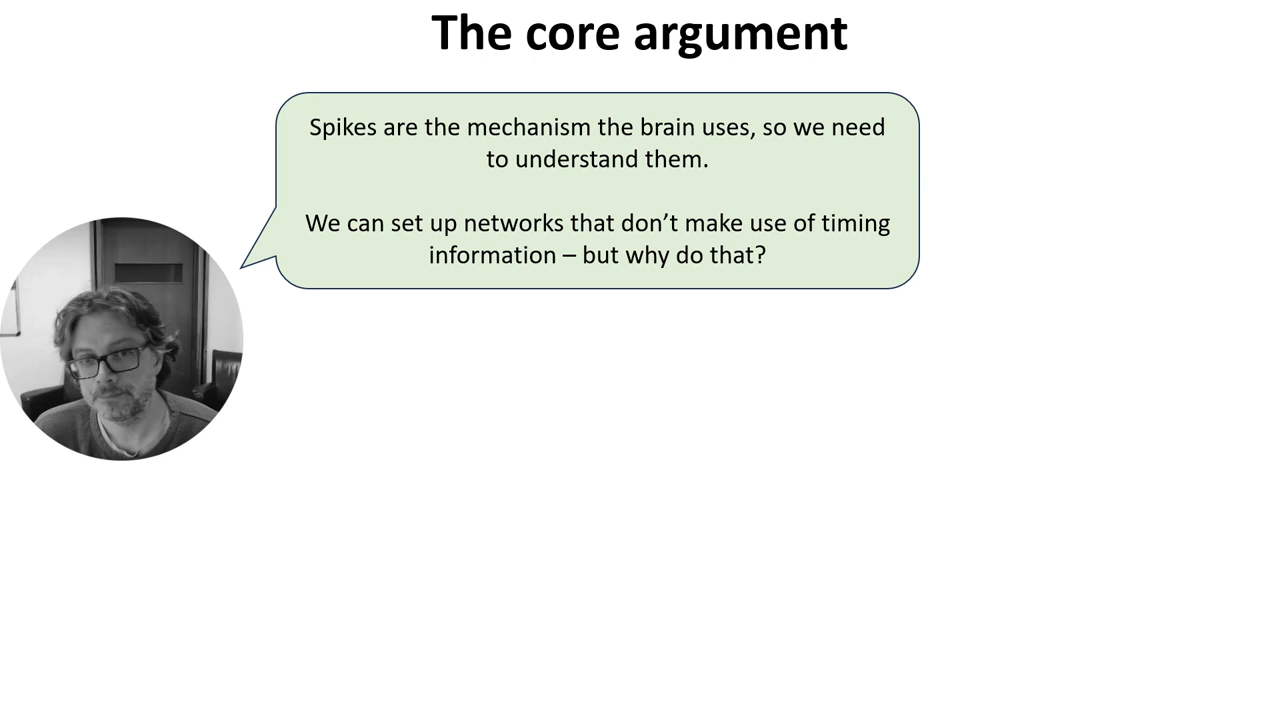 The core argument
Spikes are the mechanism the brain uses, so we need
to understand them.
We can set up networks that don’t make use of timing
information – but why do that?